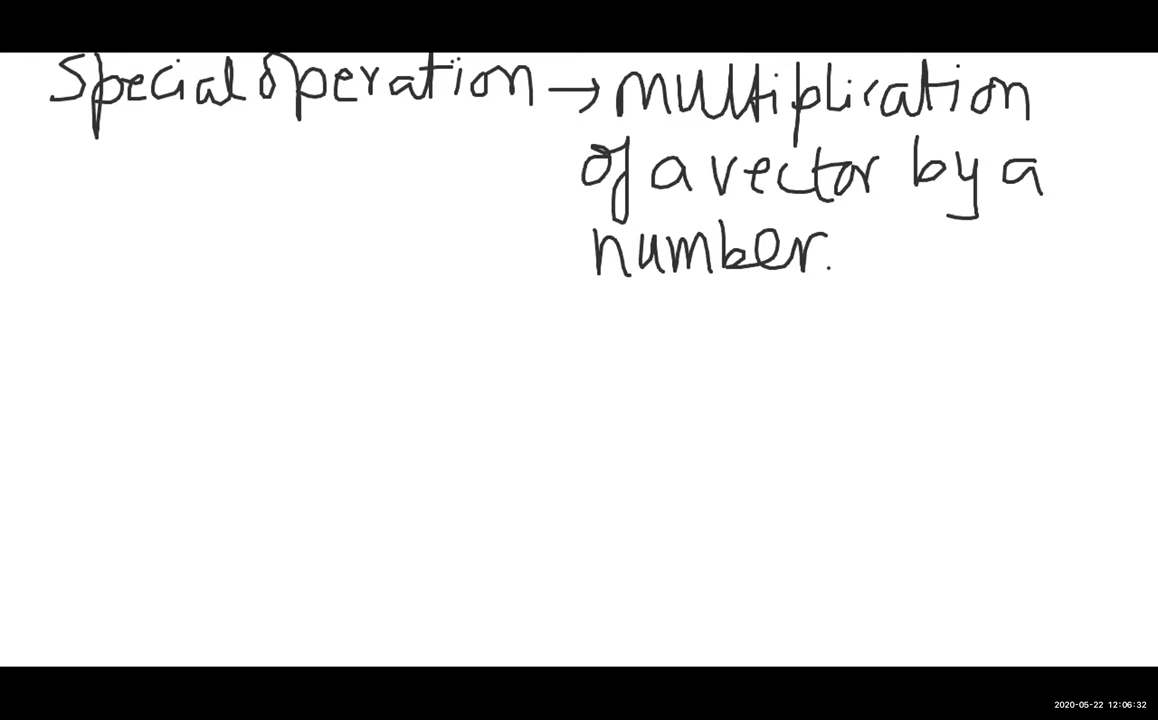 Special operation → multiplication
of a vector by a
number.
2020-05-22 12:06:32